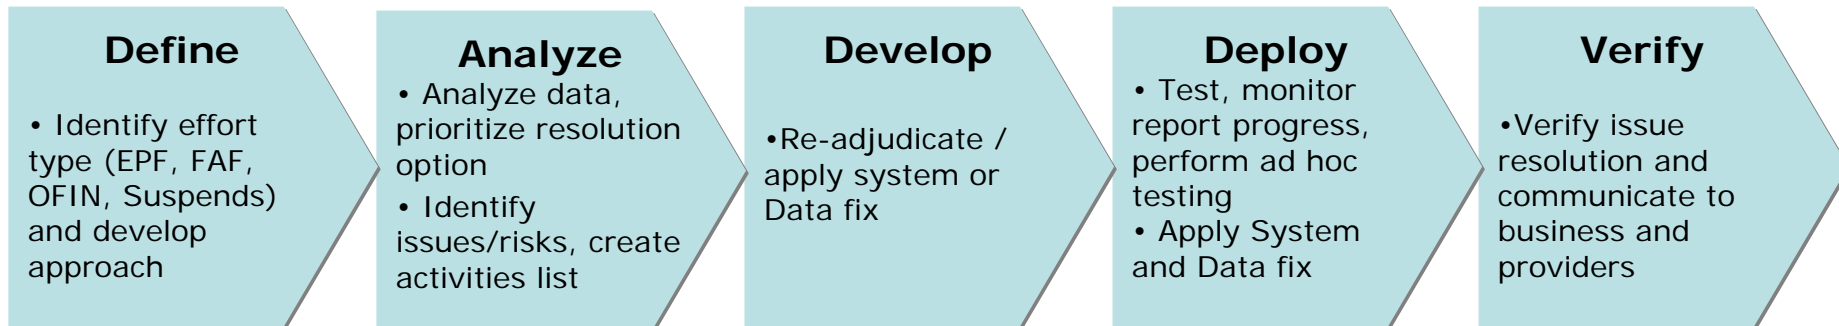 Define
• Identify effort
type (EPF, FAF,
OFIN, Suspends)
and develop
approach
Analyze
• Analyze data,
prioritize resolution
option
• Identify
issues/risks, create
activities list
Develop
•Re-adjudicate /
apply system or
Data fix
Deploy
• Test, monitor
report progress,
perform ad hoc
testing
• Apply System
and Data fix
Verify
•Verify issue
resolution and
communicate to
business and
providers